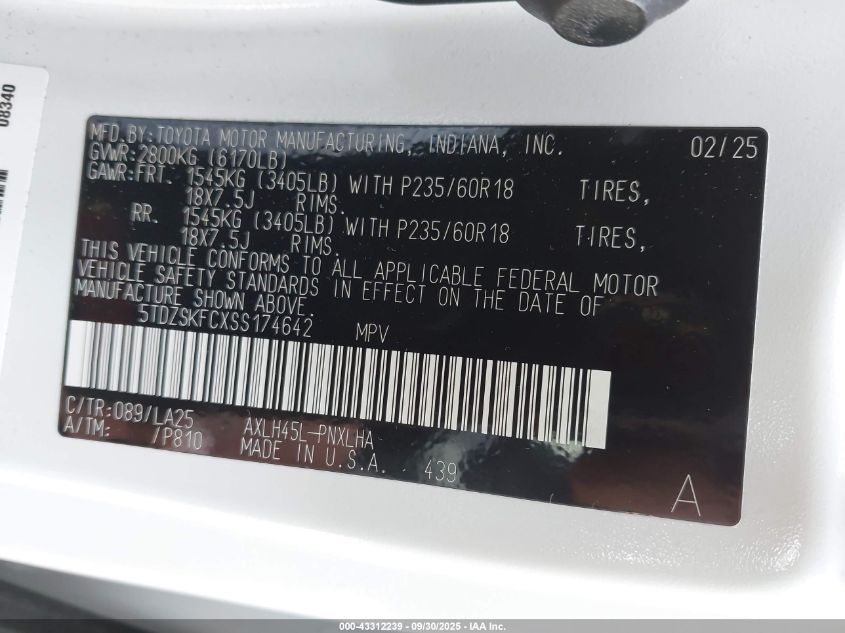 08340
MFD.BY:TOYOTA MOTOR MANUFACTURING, INDIANA, INC. 02/25
GVWR:2800KG (6170LB)
GAWR:FRT. 1545KG (3405LB) WITH P235/60R18 TIRES,
18X7.5J RIMS.
RR. 1545KG (3405LB) WITH P235/60R18 TIRES,
18X7.5J RIMS.
THIS VEHICLE CONFORMS TO ALL APPLICABLE FEDERAL MOTOR
VEHICLE SAFETY STANDARDS IN EFFECT ON THE DATE OF
MANUFACTURE SHOWN ABOVE.
5TDZSKFCXSS174642 MPV
C/TR:089/LA25 AXLH45L-PNXLHA
A/TM: /P810 MADE IN U.S.A. 439
A
000-43312239 - 09/30/2025 - IAA Inc.